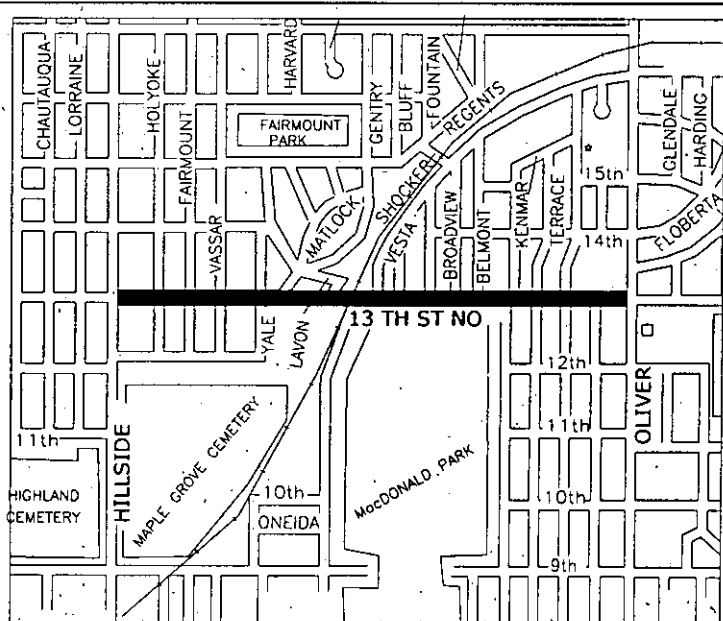 CHAUTAUQUA
LORRAINE
HOLYOKE
FAIRMOUNT
VASSAR
HARVARD
FAIRMOUNT
PARK
GENTRY
BLUFF
FOUNTAIN
REGENTS
SHOCKER
MATLOCK
VESTA
BROADVIEW
BELMONT
KENMAR
TERRACE
15th
14th
GLENDALE
HARDING
FLOBERTA
YALE
LAVON
13 TH ST NO
12th
OLIVER
11th
HILLSIDE
MAPLE GROVE CEMETERY
MacDONALD PARK
11th
HIGHLAND
CEMETERY
10th
ONEIDA
10th
9th